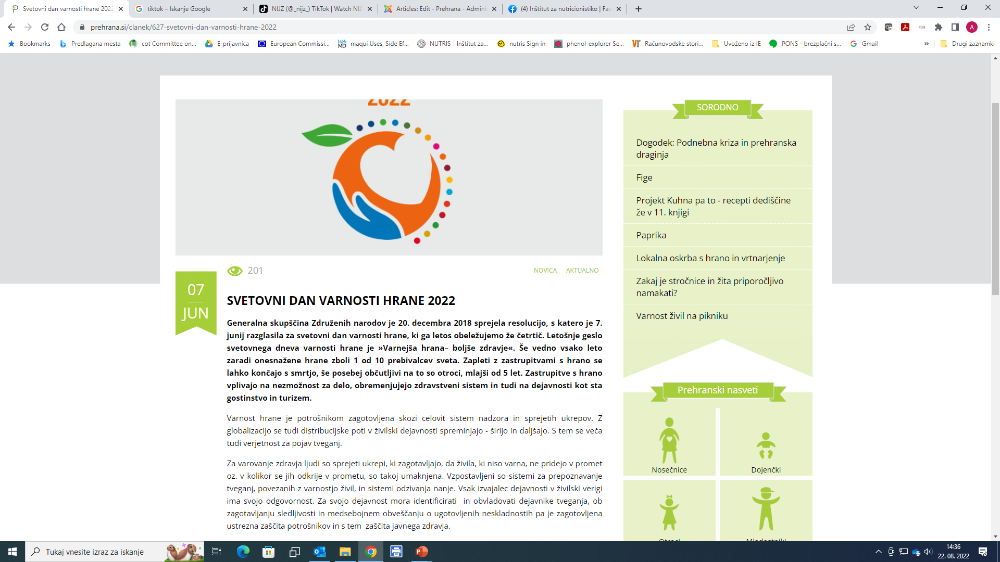 Svetovni dan varnosti hrane 2022
tiktok – Iskanje Google
NIJZ (@_nijz_) TikTok | Watch NIJ
Articles: Edit - Prehrana - Adminis
(4) Inštitut za nutricionistiko | Fac
prehrana.si/clanek/627-svetovni-dan-varnosti-hrane-2022
A
Bookmarks
Predlagana mesta
cot Committee on...
E-prijavnica
European Commissi...
maqui Uses, Side Ef...
NUTRIS - Inštitut za...
nutris Sign in
phenol-explorer Se...
Računovodske stori...
Uvoženo iz IE
PONS - brezplačni s...
Gmail
»
Drugi zaznamki
2022
201
NOVICA AKTUALNO
07
JUN
SVETOVNI DAN VARNOSTI HRANE 2022
Generalna skupščina Združenih narodov je 20. decembra 2018 sprejela resolucijo, s katero je 7.
junij razglasila za svetovni dan varnosti hrane, ki ga letos obeležujemo že četrtič. Letošnje geslo
svetovnega dneva varnosti hrane je »Varnejša hrana– boljše zdravje«. Še vedno vsako leto
zaradi onesnažene hrane zboli 1 od 10 prebivalcev sveta. Zapleti z zastrupitvami s hrano se
lahko končajo s smrtjo, še posebej občutljivi na to so otroci, mlajši od 5 let. Zastrupitve s hrano
vplivajo na nezmožnost za delo, obremenjujejo zdravstveni sistem in tudi na dejavnosti kot sta
gostinstvo in turizem.
Varnost hrane je potrošnikom zagotovljena skozi celovit sistem nadzora in sprejetih ukrepov. Z
globalizacijo se tudi distribucijske poti v živilski dejavnosti spreminjajo - širijo in daljšajo. S tem se veča
tudi verjetnost za pojav tveganj.
Za varovanje zdravja ljudi so sprejeti ukrepi, ki zagotavljajo, da živila, ki niso varna, ne pridejo v promet
oz. v kolikor se jih odkrije v prometu, so takoj umaknjena. Vzpostavljeni so sistemi za prepoznavanje
tveganj, povezanih z varnostjo živil, in sistemi odzivanja nanje. Vsak izvajalec dejavnosti v živilski verigi
ima svojo odgovornost. Za svojo dejavnost mora identificirati in obvladovati dejavnike tveganja, ob
zagotavljanju sledljivosti in medsebojnem obveščanju o ugotovljenih neskladnostih pa je zagotovljena
ustrezna zaščita potrošnikov in s tem zaščita javnega zdravja.
SORODNO
Dogodek: Podnebna kriza in prehranska
draginja
Fige
Projekt Kuhna pa to - recepti dediščine
že v 11. knjigi
Paprika
Lokalna oskrba s hrano in vrtnarjenje
Zakaj je stročnice in žita priporočljivo
namakati?
Varnost živil na pikniku
Prehranski nasveti
Nosečnice
Dojenčki
Otroci
Mladostniki
Tukaj vnesite izraz za iskanje
14:36
22. 08. 2022